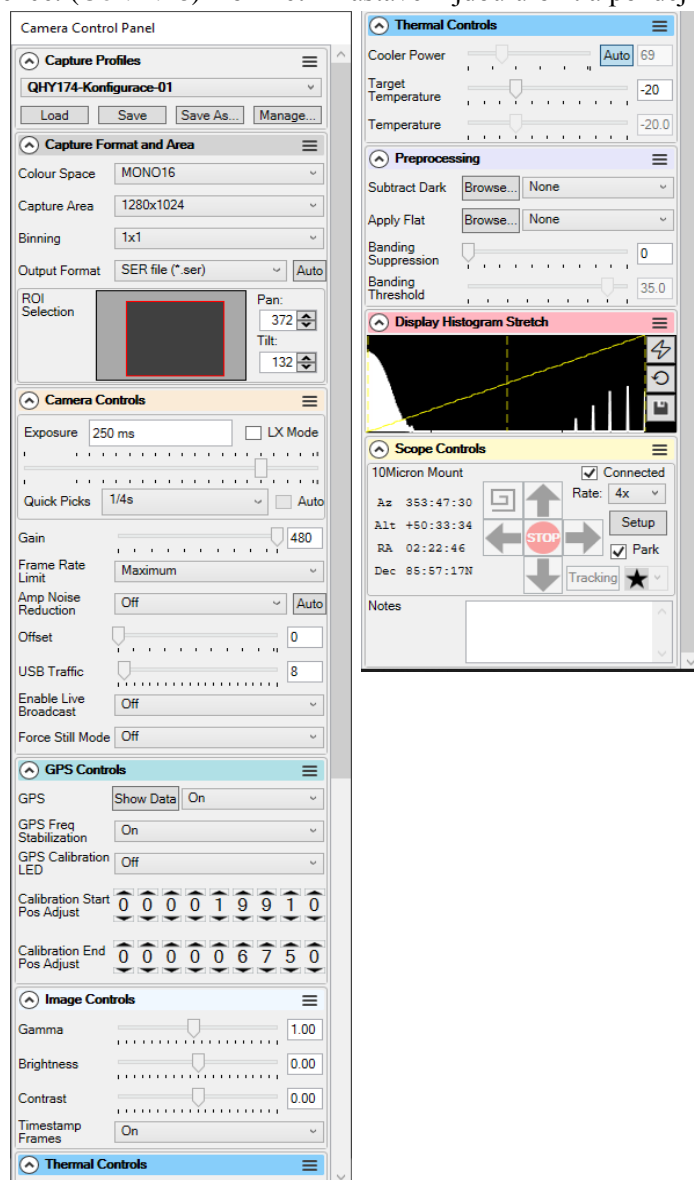 Camera Control Panel
Capture Profiles
QHY174-Konfigurace-01
Load Save Save As... Manage...
Capture Format and Area
Colour Space MONO16
Capture Area 1280x1024
Binning 1x1
Output Format SER file (*.ser) Auto
ROI Selection
Pan:
372
Tilt:
132
Camera Controls
Exposure 250 ms LX Mode
Quick Picks 1/4s Auto
Gain 480
Frame Rate Limit Maximum
Amp Noise Reduction Off Auto
Offset 0
USB Traffic 8
Enable Live Broadcast Off
Force Still Mode Off
GPS Controls
GPS Show Data On
GPS Freq Stabilization On
GPS Calibration LED Off
Calibration Start Pos Adjust 0 0 0 0 1 9 9 1 0
Calibration End Pos Adjust 0 0 0 0 0 6 7 5 0
Image Controls
Gamma 1.00
Brightness 0.00
Contrast 0.00
Timestamp Frames On
Thermal Controls
Thermal Controls
Cooler Power Auto 69
Target Temperature -20
Temperature -20.0
Preprocessing
Subtract Dark Browse... None
Apply Flat Browse... None
Banding Suppression 0
Banding Threshold 35.0
Display Histogram Stretch
Scope Controls
10Micron Mount Connected
Az 353:47:30
Alt +50:33:34
RA 02:22:46
Dec 85:57:17N
STOP
Rate: 4x
Setup
Park
Tracking
Notes